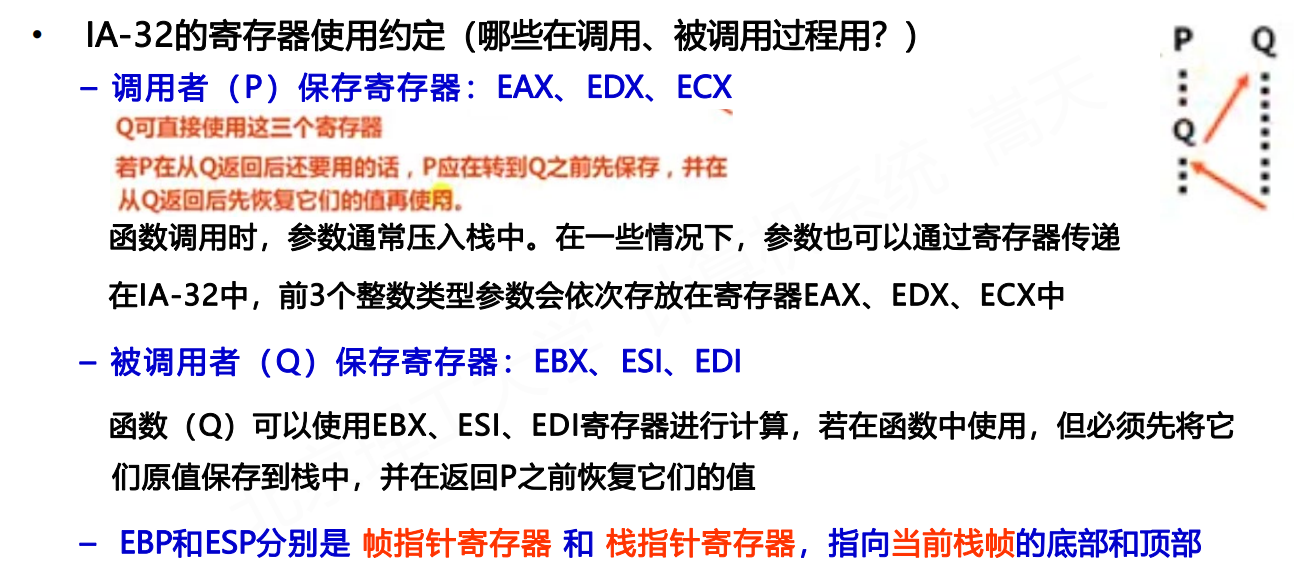 • IA-32的寄存器使用约定（哪些在调用、被调用过程用？）
– 调用者（P）保存寄存器：EAX、EDX、ECX
Q可直接使用这三个寄存器
若P在从Q返回后还要用的话，P应在转到Q之前先保存，并在
从Q返回后先恢复它们的值再使用。
函数调用时，参数通常压入栈中。在一些情况下，参数也可以通过寄存器传递
在IA-32中，前3个整数类型参数会依次存放在寄存器EAX、EDX、ECX中
– 被调用者（Q）保存寄存器：EBX、ESI、EDI
函数（Q）可以使用EBX、ESI、EDI寄存器进行计算，若在函数中使用，但必须先将它
们原值保存到栈中，并在返回P之前恢复它们的值
– EBP和ESP分别是 帧指针寄存器 和 栈指针寄存器，指向当前栈帧的底部和顶部
P Q
Q